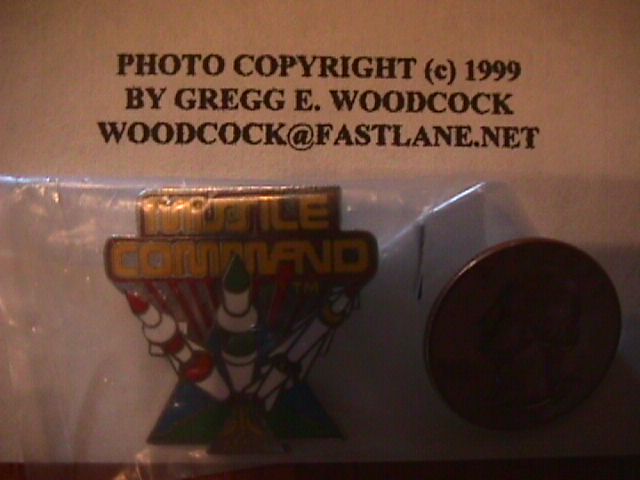 PHOTO COPYRIGHT (c) 1999
BY GREGG E. WOODCOCK
WOODCOCK@FASTLANE.NET
MISSILE
COMMAND
TM